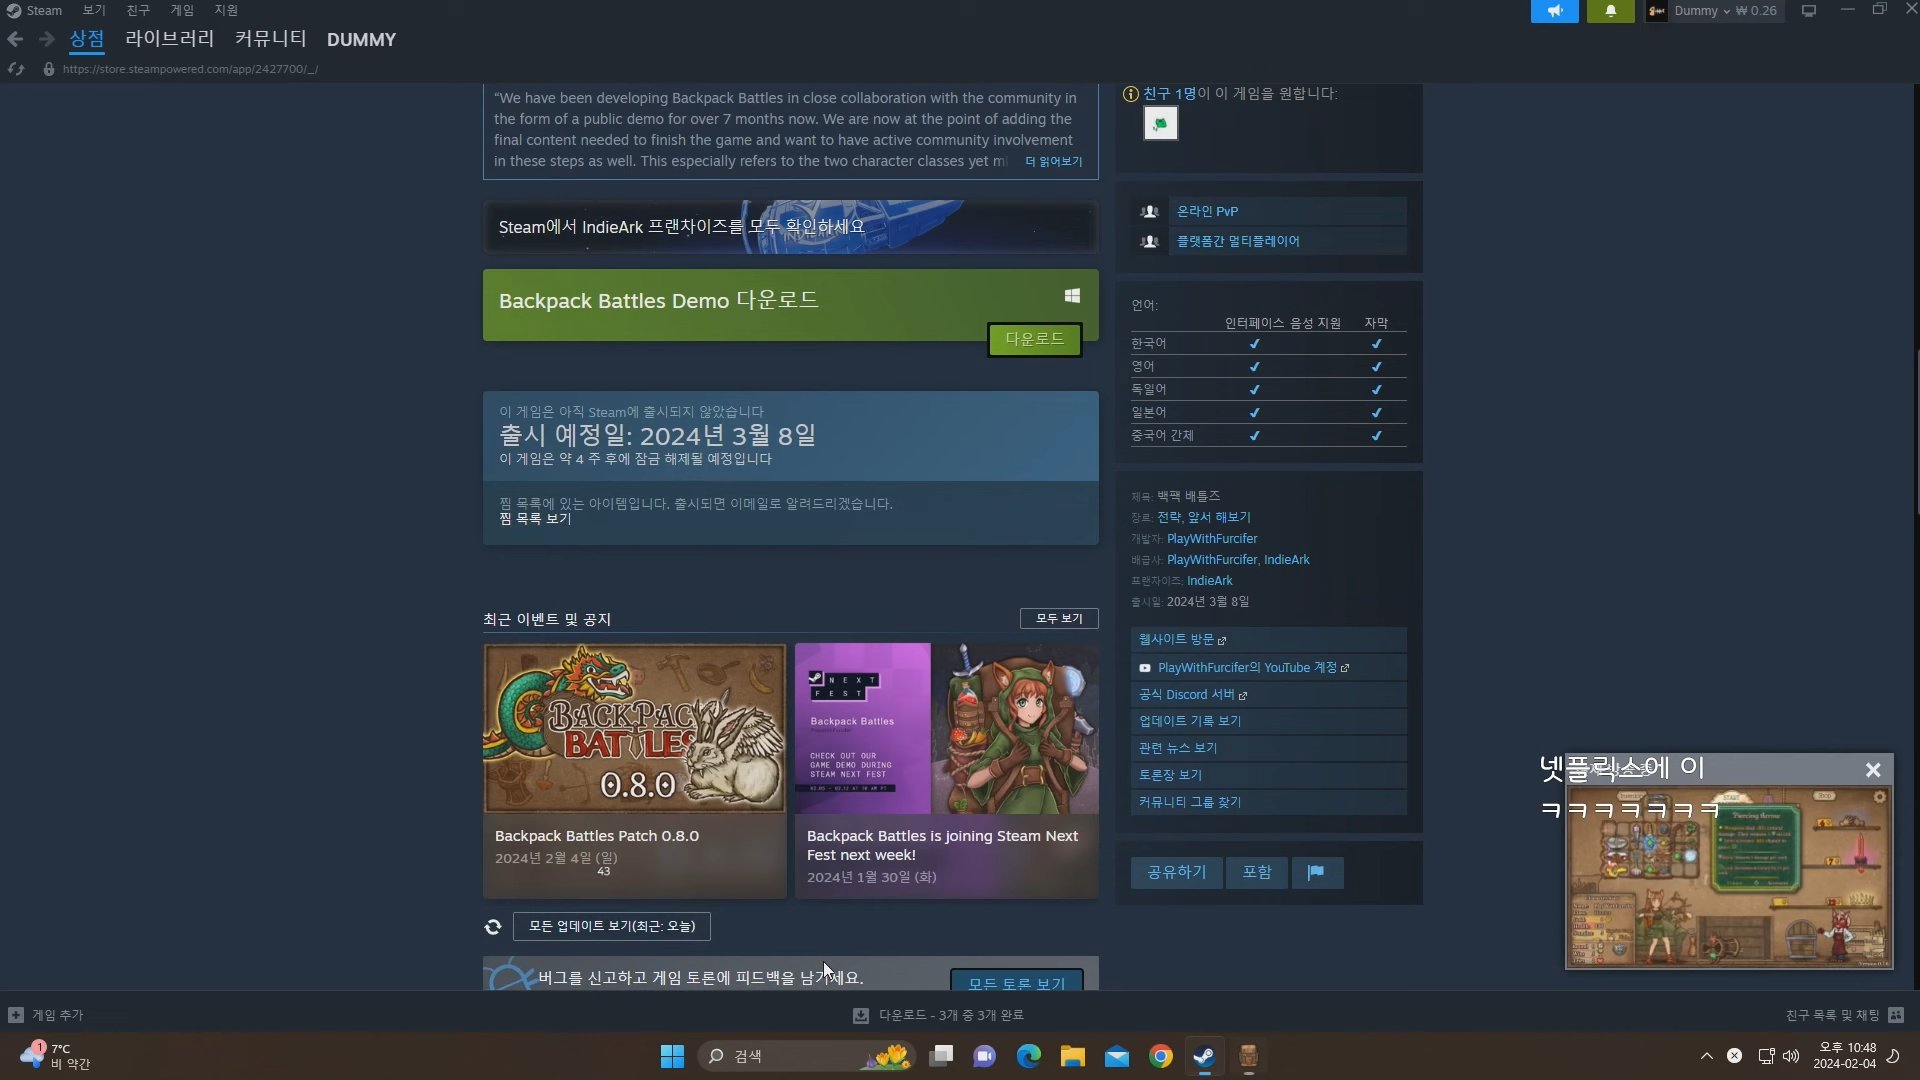 Steam 보기 친구 게임 지원
Dummy ₩ 0.26
상점 라이브러리 커뮤니티 DUMMY
https://store.steampowered.com/app/2427700/_/
“We have been developing Backpack Battles in close collaboration with the community in
the form of a public demo for over 7 months now. We are now at the point of adding the
final content needed to finish the game and want to have active community involvement
in these steps as well. This especially refers to the two character classes yet
더 읽어보기
Steam에서 IndieArk 프랜차이즈를 모두 확인하세요
Backpack Battles Demo 다운로드
다운로드
이 게임은 아직 Steam에 출시되지 않았습니다
출시 예정일: 2024년 3월 8일
이 게임은 약 4 주 후에 잠금 해제될 예정입니다
찜 목록에 있는 아이템입니다. 출시되면 이메일로 알려드리겠습니다.
찜 목록 보기
최근 이벤트 및 공지
모두 보기
BACKPACK
BATTLES
0.8.0
Backpack Battles Patch 0.8.0
2024년 2월 4일 (일)
43
NEXT
FEST
Backpack Battles
CHECK OUT OUR
GAME DEMO DURING
STEAM NEXT FEST
Backpack Battles is joining Steam Next
Fest next week!
2024년 1월 30일 (화)
모든 업데이트 보기(최근: 오늘)
버그를 신고하고 게임 토론에 피드백을 남기세요.
모든 토론 보기
친구 1명이 이 게임을 원합니다:
온라인 PvP
플랫폼간 멀티플레이어
언어:
인터페이스 음성 지원 자막
한국어 ✔ ✔
영어 ✔ ✔
독일어 ✔ ✔
일본어 ✔ ✔
중국어 간체 ✔ ✔
제목: 백팩 배틀즈
장르: 전략, 앞서 해보기
개발자: PlayWithFurcifer
배급사: PlayWithFurcifer, IndieArk
프랜차이즈: IndieArk
출시일: 2024년 3월 8일
웹사이트 방문
PlayWithFurcifer의 YouTube 계정
공식 Discord 서버
업데이트 기록 보기
관련 뉴스 보기
토론장 보기
커뮤니티 그룹 찾기
공유하기 포함
넷플릭스에 이
ㅋㅋㅋㅋㅋㅋㅋ
Piercing Arrow
게임 추가
다운로드 - 3개 중 3개 완료
친구 목록 및 채팅
1
7°C
비 약간
검색
오후 10:48
2024-02-04